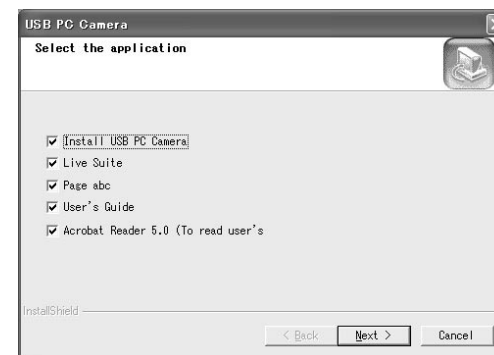 USB PC Camera
Select the application
Install USB PC Camera
Live Suite
Page abc
User's Guide
Acrobat Reader 5.0 (To read user's
InstallShield
< Back
Next >
Cancel